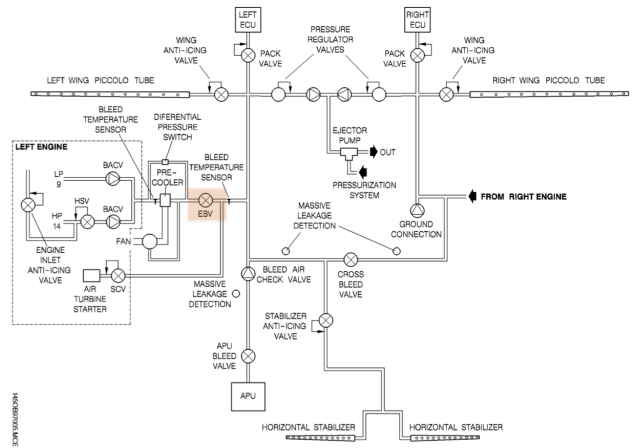 LEFT
ECU
RIGHT
ECU
WING
ANTI-ICING
VALVE
PACK
VALVE
PRESSURE
REGULATOR
VALVES
PACK
VALVE
WING
ANTI-ICING
VALVE
LEFT WING PICCOLO TUBE
RIGHT WING PICCOLO TUBE
BLEED
TEMPERATURE
SENSOR
DIFERENTIAL
PRESSURE
SWITCH
EJECTOR
PUMP
OUT
PRESSURIZATION
SYSTEM
LEFT ENGINE
LP
9
BACV
PRE-
COOLER
BLEED
TEMPERATURE
SENSOR
HSV
BACV
HP
14
EBV
FROM RIGHT ENGINE
ENGINE
INLET
ANTI-ICING
VALVE
FAN
MASSIVE
LEAKAGE
DETECTION
GROUND
CONNECTION
AIR
TURBINE
STARTER
SCV
MASSIVE
LEAKAGE
DETECTION
BLEED AIR
CHECK
VALVE
CROSS
BLEED
VALVE
STABILIZER
ANTI-ICING
VALVE
APU
BLEED
VALVE
APU
HORIZONTAL STABILIZER
HORIZONTAL STABILIZER